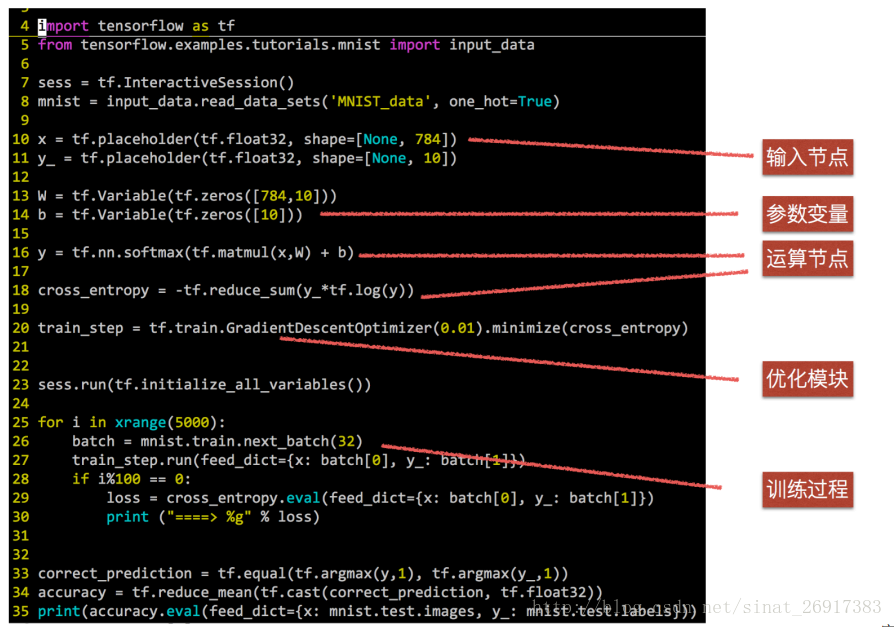 4 import tensorflow as tf
5 from tensorflow.examples.tutorials.mnist import input_data
6
7 sess = tf.InteractiveSession()
8 mnist = input_data.read_data_sets('MNIST_data', one_hot=True)
9
10 x = tf.placeholder(tf.float32, shape=[None, 784])
输入节点
11 y_ = tf.placeholder(tf.float32, shape=[None, 10])
12
13 W = tf.Variable(tf.zeros([784,10]))
14 b = tf.Variable(tf.zeros([10]))
参数变量
15
16 y = tf.nn.softmax(tf.matmul(x,W) + b)
运算节点
17
18 cross_entropy = -tf.reduce_sum(y_*tf.log(y))
19
20 train_step = tf.train.GradientDescentOptimizer(0.01).minimize(cross_entropy)
优化模块
21
22
23 sess.run(tf.initialize_all_variables())
24
25 for i in xrange(5000):
26     batch = mnist.train.next_batch(32)
训练过程
27     train_step.run(feed_dict={x: batch[0], y_: batch[1]})
28     if i%100 == 0:
29         loss = cross_entropy.eval(feed_dict={x: batch[0], y_: batch[1]})
30         print ("====> %g" % loss)
31
32
33 correct_prediction = tf.equal(tf.argmax(y,1), tf.argmax(y_,1))
34 accuracy = tf.reduce_mean(tf.cast(correct_prediction, tf.float32))
35 print(accuracy.eval(feed_dict={x: mnist.test.images, y_: mnist.test.labels}))
http://blog.csdn.net/sinat_26917383